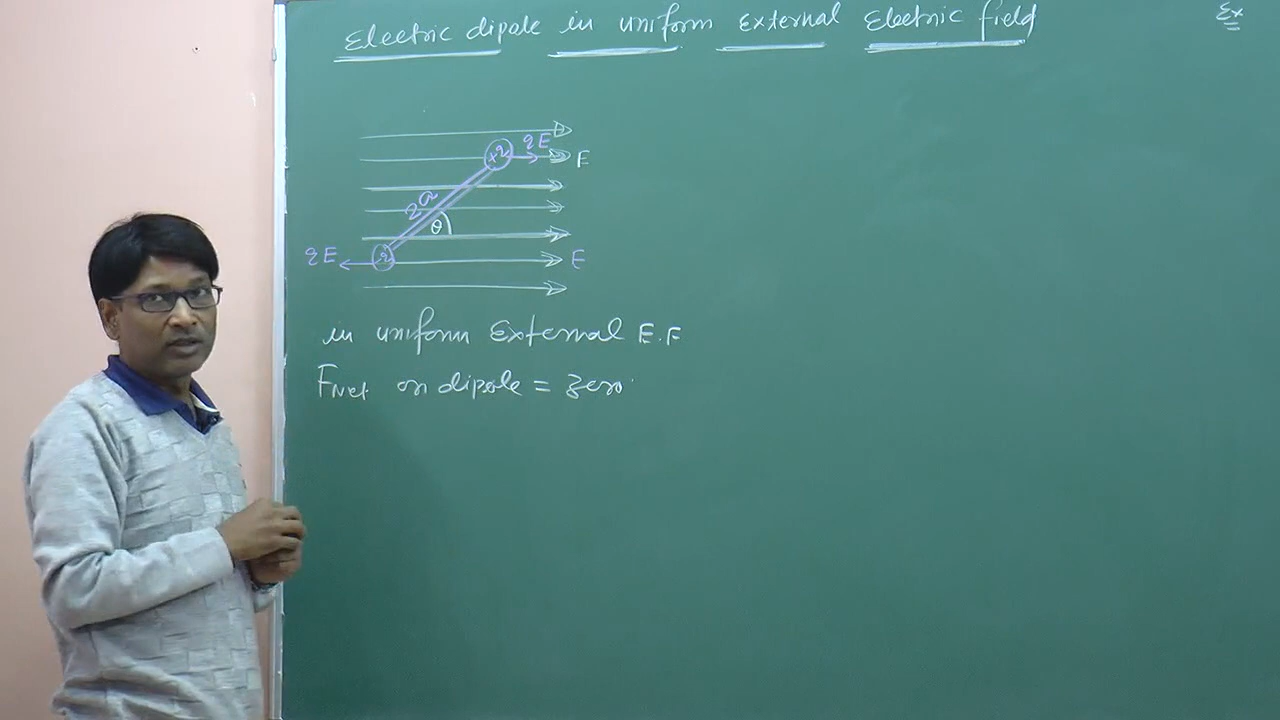 Electric dipole in uniform external Electric field
Ex
qE
+q
E
2a
θ
qE
-q
E
in uniform External E.F
FNet on dipole = zero